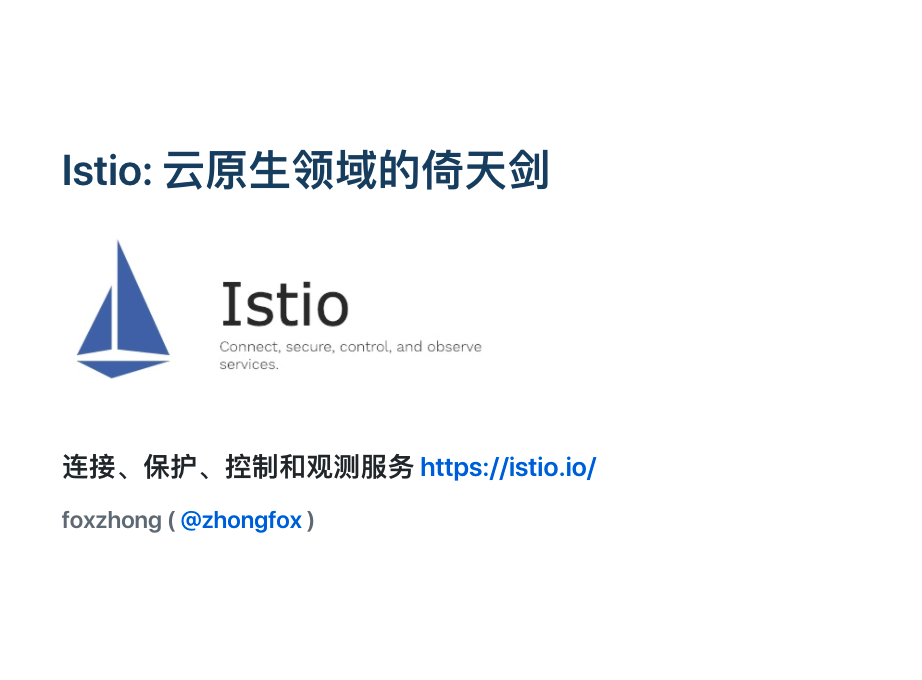 Istio: 云原生领域的倚天剑
Istio
Connect, secure, control, and observe
services.
连接、保护、控制和观测服务 https://istio.io/
foxzhong ( @zhongfox )